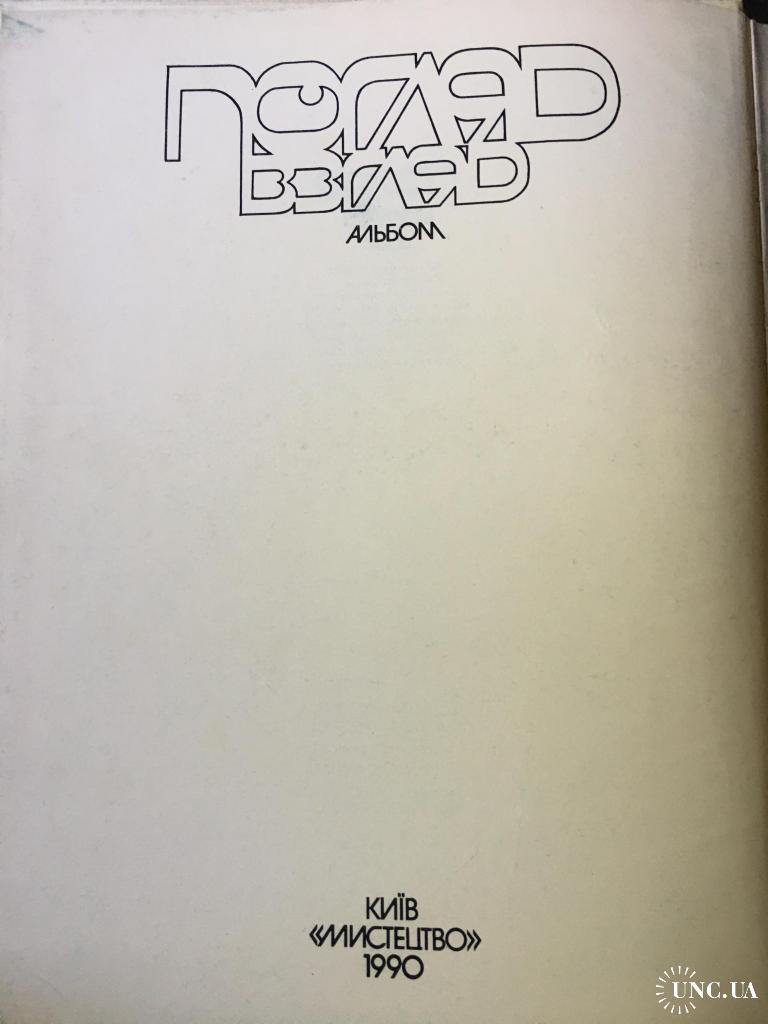 ПОГЛЯД
ВЗГЛЯД
АЛЬБОМ
КИЇВ
«МИСТЕЦТВО»
1990
UNC.UA